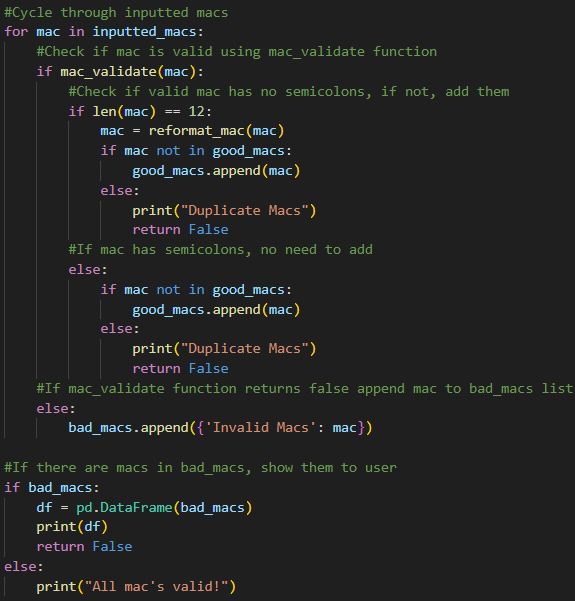 #Cycle through inputted macs
for mac in inputted_macs:
    #Check if mac is valid using mac_validate function
    if mac_validate(mac):
        #Check if valid mac has no semicolons, if not, add them
        if len(mac) == 12:
            mac = reformat_mac(mac)
            if mac not in good_macs:
                good_macs.append(mac)
            else:
                print("Duplicate Macs")
                return False
        #If mac has semicolons, no need to add
        else:
            if mac not in good_macs:
                good_macs.append(mac)
            else:
                print("Duplicate Macs")
                return False
    #If mac_validate function returns false append mac to bad_macs list
    else:
        bad_macs.append({'Invalid Macs': mac})

#If there are macs in bad_macs, show them to user
if bad_macs:
    df = pd.DataFrame(bad_macs)
    print(df)
    return False
else:
    print("All mac's valid!")